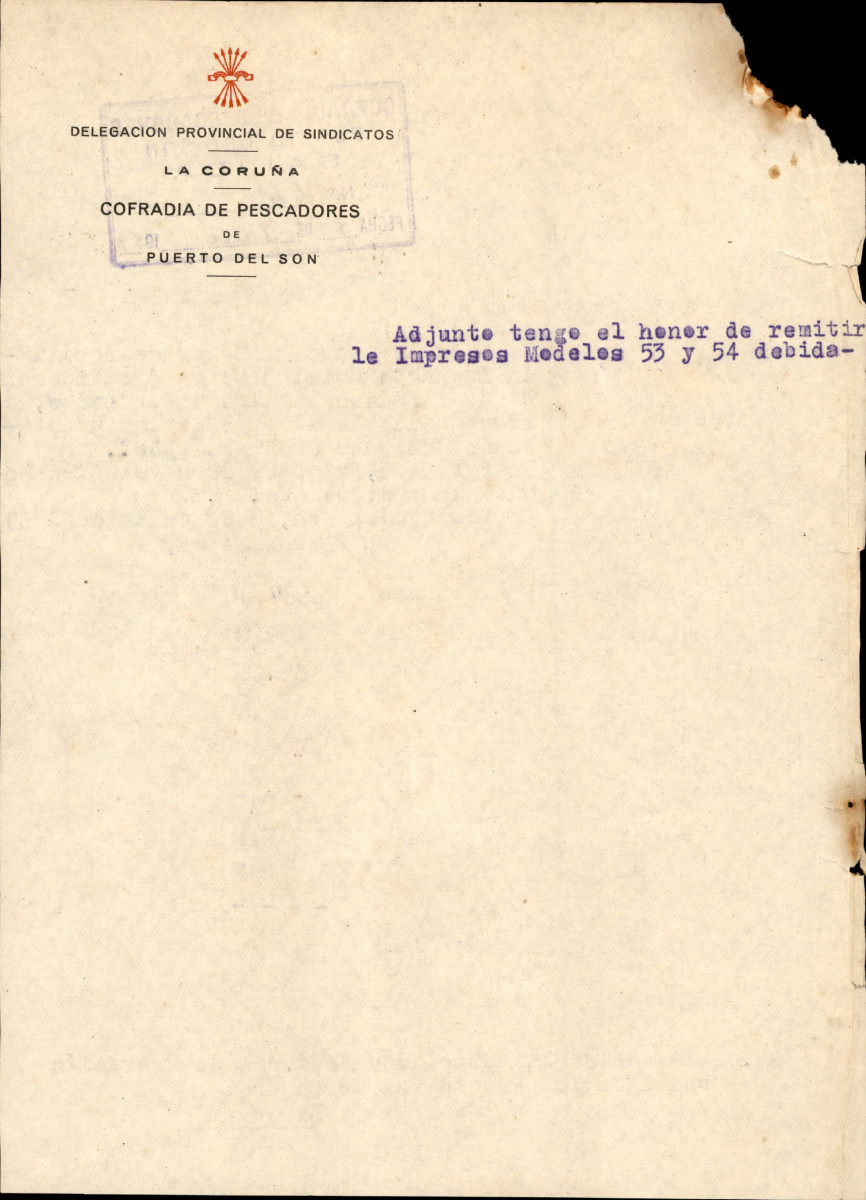 DELEGACION PROVINCIAL DE SINDICATOS
LA CORUÑA
COFRADIA DE PESCADORES
DE
PUERTO DEL SON
Adjunto tengo el honor de remitir
le Impresos Modelos 53 y 54 debida-